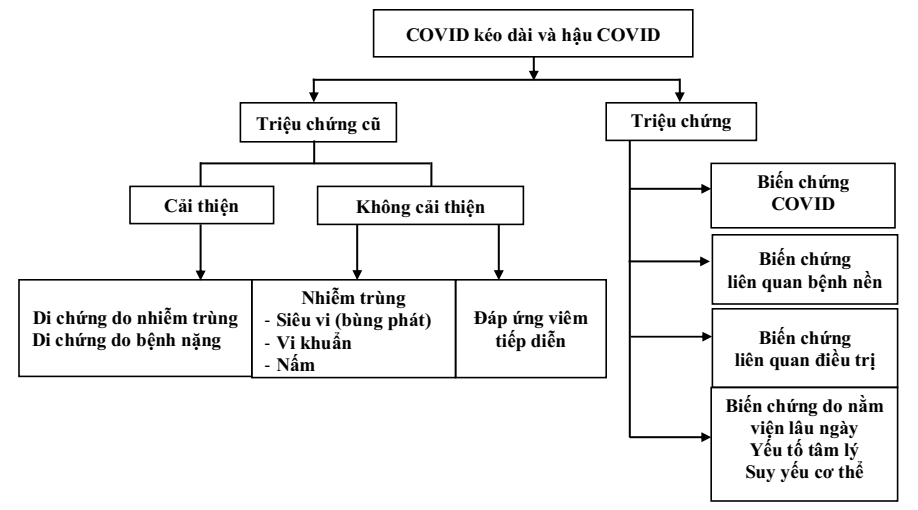 COVID kéo dài và hậu COVID
Triệu chứng cũ
Triệu chứng
Cải thiện
Không cải thiện
Biến chứng
COVID
Biến chứng
liên quan bệnh nền
Di chứng do nhiễm trùng
Di chứng do bệnh nặng
Nhiễm trùng
- Siêu vi (bùng phát)
- Vi khuẩn
- Nấm
Đáp ứng viêm
tiếp diễn
Biến chứng
liên quan điều trị
Biến chứng do nằm
viện lâu ngày
Yếu tố tâm lý
Suy yếu cơ thể